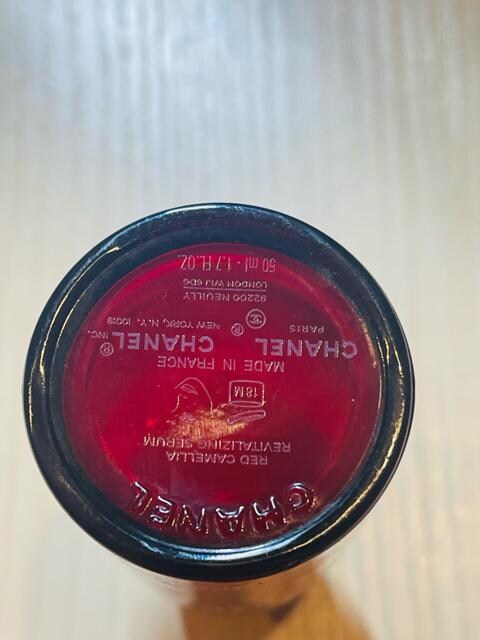 CHANEL
RED CAMELLIA
REVITALIZING SERUM
18M
MADE IN FRANCE
CHANEL ® CHANEL INC. ®
PARIS NEW YORK, N.Y. 10019
92200 NEUILLY
LONDON W1J 6DG
50 ml - 1.7 FL.OZ.